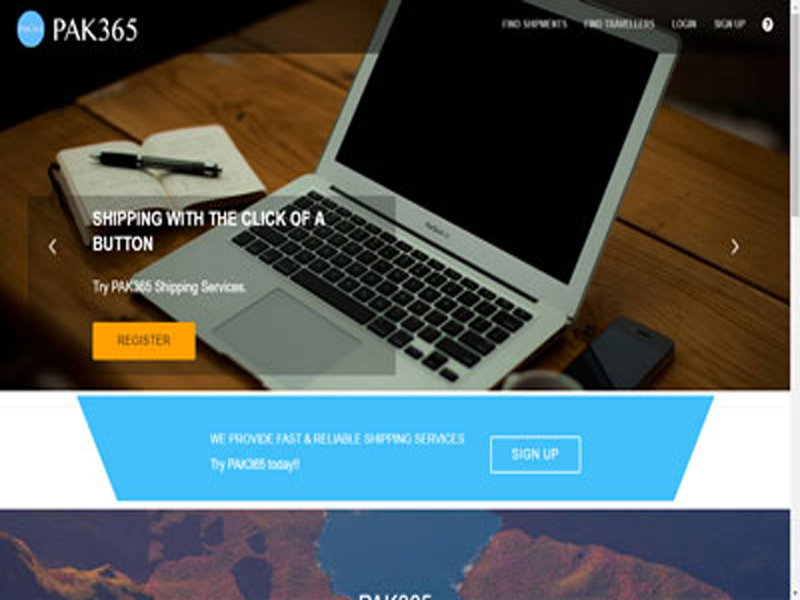 PAK365
FIND SHIPMENTS FIND TRAVELLERS LOGIN SIGN UP ?
SHIPPING WITH THE CLICK OF A
BUTTON
Try PAK365 Shipping Services.
REGISTER
WE PROVIDE FAST & RELIABLE SHIPPING SERVICES
Try PAK365 today!!
SIGN UP
PAK365